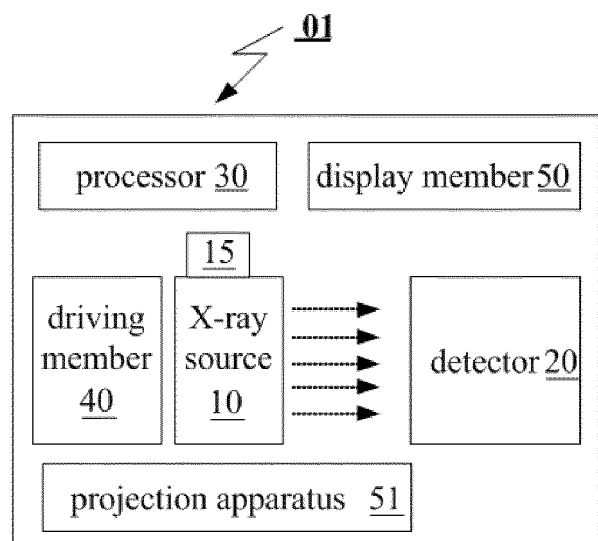 01
processor 30
display member 50
15
driving
member
40
X-ray
source
10
detector 20
projection apparatus 51